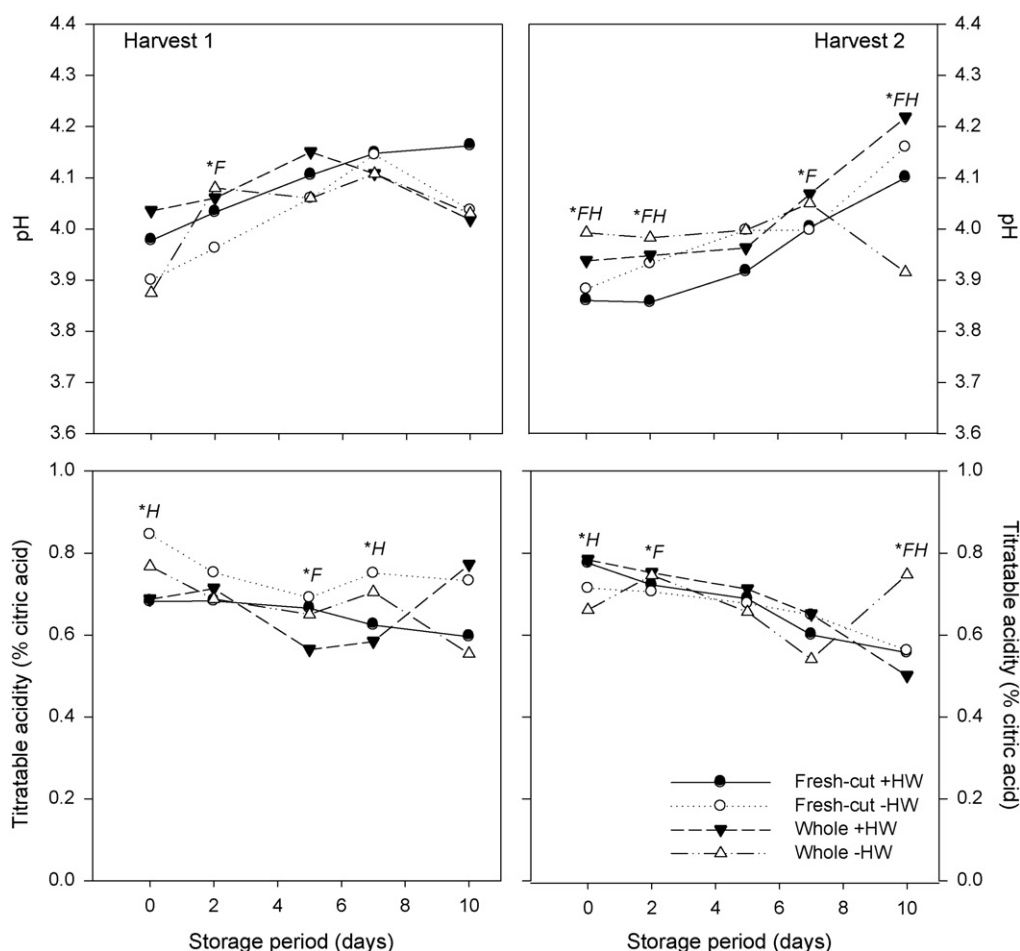 Harvest 1
Harvest 2
pH
4.4
4.3
4.2
4.1
4.0
3.9
3.8
3.7
3.6
*F
*FH
*FH
*F
*FH
4.4
4.3
4.2
4.1
4.0
3.9
3.8
3.7
3.6
pH
Titratable acidity (% citric acid)
1.0
0.8
0.6
0.4
0.2
0.0
*H
*F
*H
0 2 4 6 8 10
Storage period (days)
*H
*F
*FH
Fresh-cut +HW
Fresh-cut -HW
Whole +HW
Whole -HW
0 2 4 6 8 10
Storage period (days)
1.0
0.8
0.6
0.4
0.2
0.0
Titratable acidity (% citric acid)